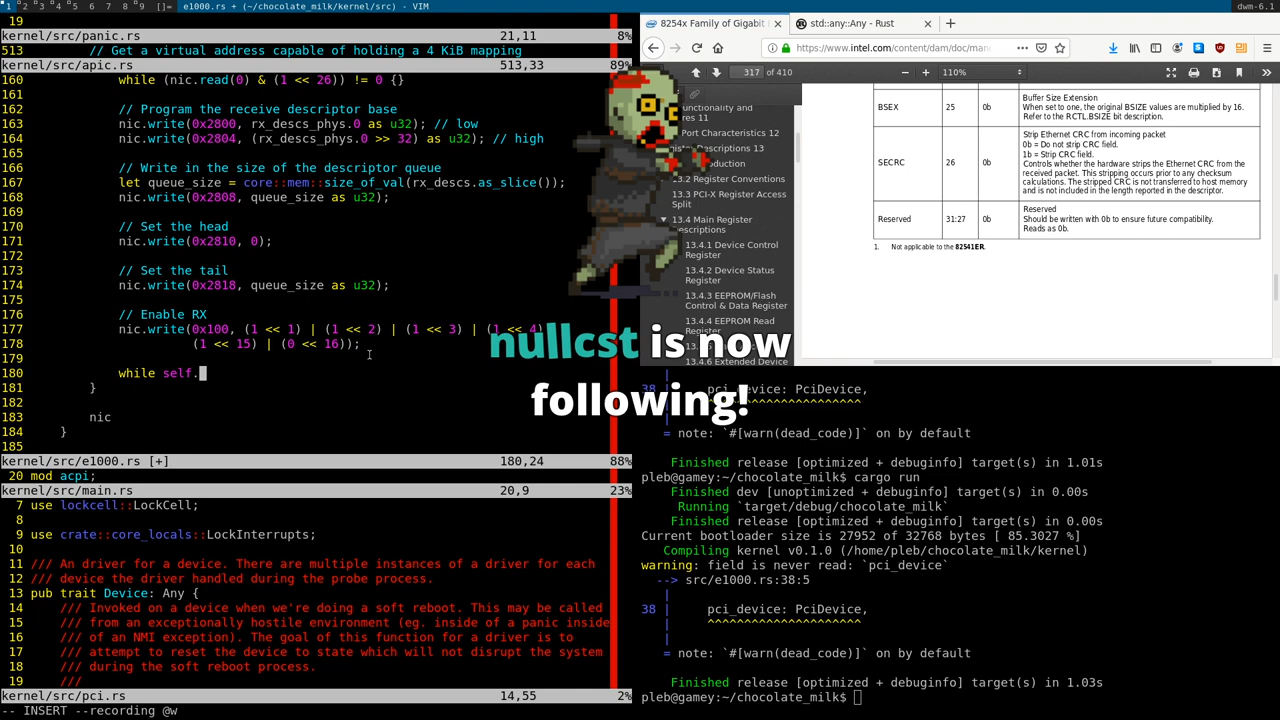 1 2 3 4 5 6 7 8 9 []= e1000.rs + (~/chocolate_milk/kernel/src) - VIM
dwm-6.1
19
kernel/src/panic.rs 21,11 8%
513 // Get a virtual address capable of holding a 4 KiB mapping
kernel/src/apic.rs 513,33 89%
160 while (nic.read(0) & (1 << 26)) != 0 {}
161
162 // Program the receive descriptor base
163 nic.write(0x2800, rx_descs_phys.0 as u32); // low
164 nic.write(0x2804, (rx_descs_phys.0 >> 32) as u32); // high
165
166 // Write in the size of the descriptor queue
167 let queue_size = core::mem::size_of_val(rx_descs.as_slice());
168 nic.write(0x2808, queue_size as u32);
169
170 // Set the head
171 nic.write(0x2810, 0);
172
173 // Set the tail
174 nic.write(0x2818, queue_size as u32);
175
176 // Enable RX
177 nic.write(0x100, (1 << 1) | (1 << 2) | (1 << 3) | (1 << 4)
178 (1 << 15) | (0 << 16));
179
180 while self.
181 }
182
183 nic
184 }
185
kernel/src/e1000.rs [+] 180,24 88%
20 mod acpi;
kernel/src/main.rs 20,9 23%
7 use lockcell::LockCell;
8
9 use crate::core_locals::LockInterrupts;
10
11 /// An driver for a device. There are multiple instances of a driver for each
12 /// device the driver handled during the probe process.
13 pub trait Device: Any {
14 /// Invoked on a device when we're doing a soft reboot. This may be called
15 /// from an exceptionally hostile environment (eg. inside of a panic inside
16 /// of an NMI exception). The goal of this function for a driver is to
17 /// attempt to reset the device to state which will not disrupt the system
18 /// during the soft reboot process.
19 ///
kernel/src/pci.rs 14,55 2%
-- INSERT --recording @w
nullcst is now
following!
8254x Family of Gigabit
std::any::Any - Rust
https://www.intel.com/content/dam/doc/man
317 of 410
110%
res 11
Port Characteristics 12
Descriptions 13
13.2 Register Conventions
13.3 PCI-X Register Access
Split
13.4 Main Register
Descriptions
13.4.1 Device Control
Register
13.4.2 Device Status
Register
13.4.3 EEPROM/Flash
Control & Data Register
13.4.4 EEPROM Read
13.4.6 Extended Device
BSEX 25 0b Buffer Size Extension
When set to one, the original BSIZE values are multiplied by 16.
Refer to the RCTL.BSIZE bit description.
SECRC 26 0b Strip Ethernet CRC from incoming packet
0b = Do not strip CRC field.
1b = Strip CRC field.
Controls whether the hardware strips the Ethernet CRC from the
received packet. This stripping occurs prior to any checksum
calculations. The stripped CRC is not transferred to host memory
and is not included in the length reported in the descriptor.
Reserved 31:27 0b Reserved
Should be written with 0b to ensure future compatibility.
Reads as 0b.
1. Not applicable to the 82541ER.
|
38 | pci_device: PciDevice,
| ^^^^^^^^^^^^^^^^^^^^^
|
= note: `#[warn(dead_code)]` on by default
Finished release [optimized + debuginfo] target(s) in 1.01s
pleb@gamey:~/chocolate_milk$ cargo run
Finished dev [unoptimized + debuginfo] target(s) in 0.00s
Running `target/debug/chocolate_milk`
Finished release [optimized + debuginfo] target(s) in 0.00s
Current bootloader size is 27952 of 32768 bytes [ 85.3027 %]
Compiling kernel v0.1.0 (/home/pleb/chocolate_milk/kernel)
warning: field is never read: `pci_device`
--> src/e1000.rs:38:5
|
38 | pci_device: PciDevice,
| ^^^^^^^^^^^^^^^^^^^^^
|
= note: `#[warn(dead_code)]` on by default
Finished release [optimized + debuginfo] target(s) in 1.03s
pleb@gamey:~/chocolate_milk$